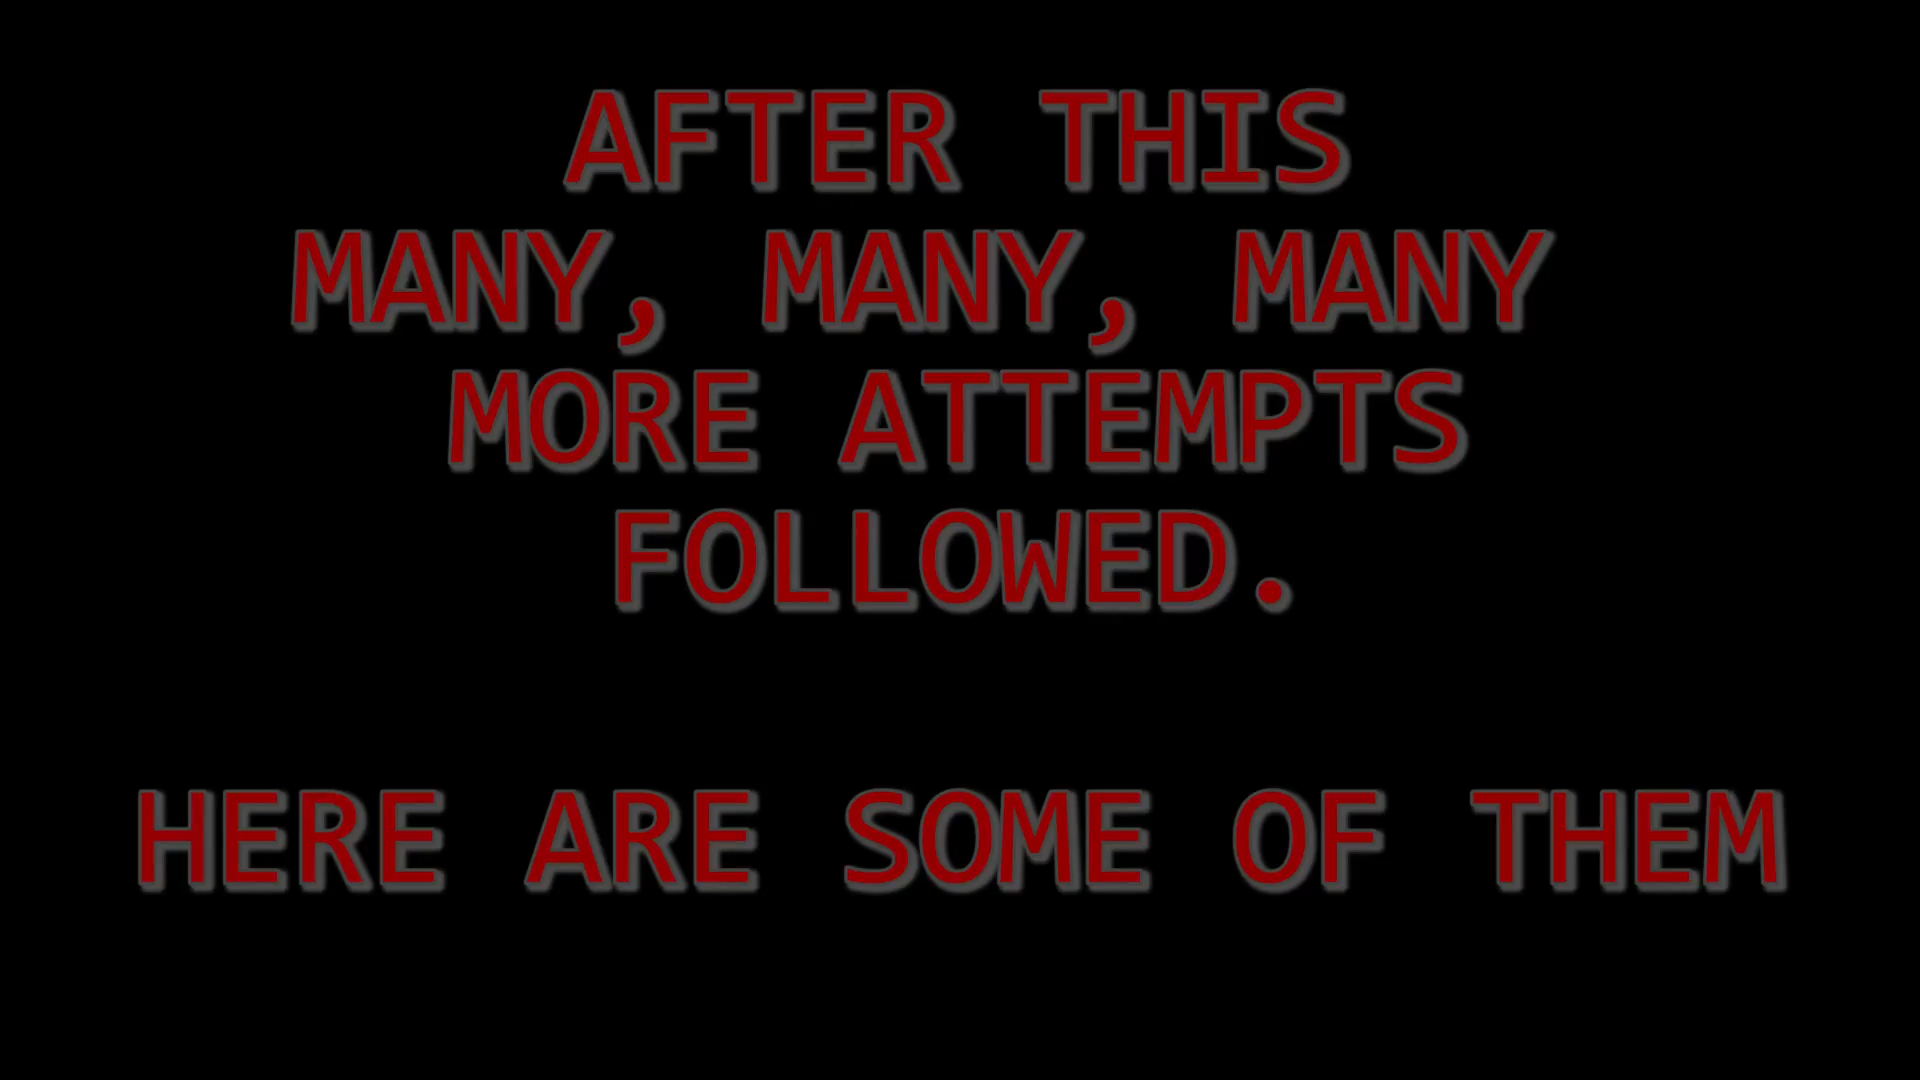 AFTER THIS
MANY, MANY, MANY
MORE ATTEMPTS
FOLLOWED.
HERE ARE SOME OF THEM